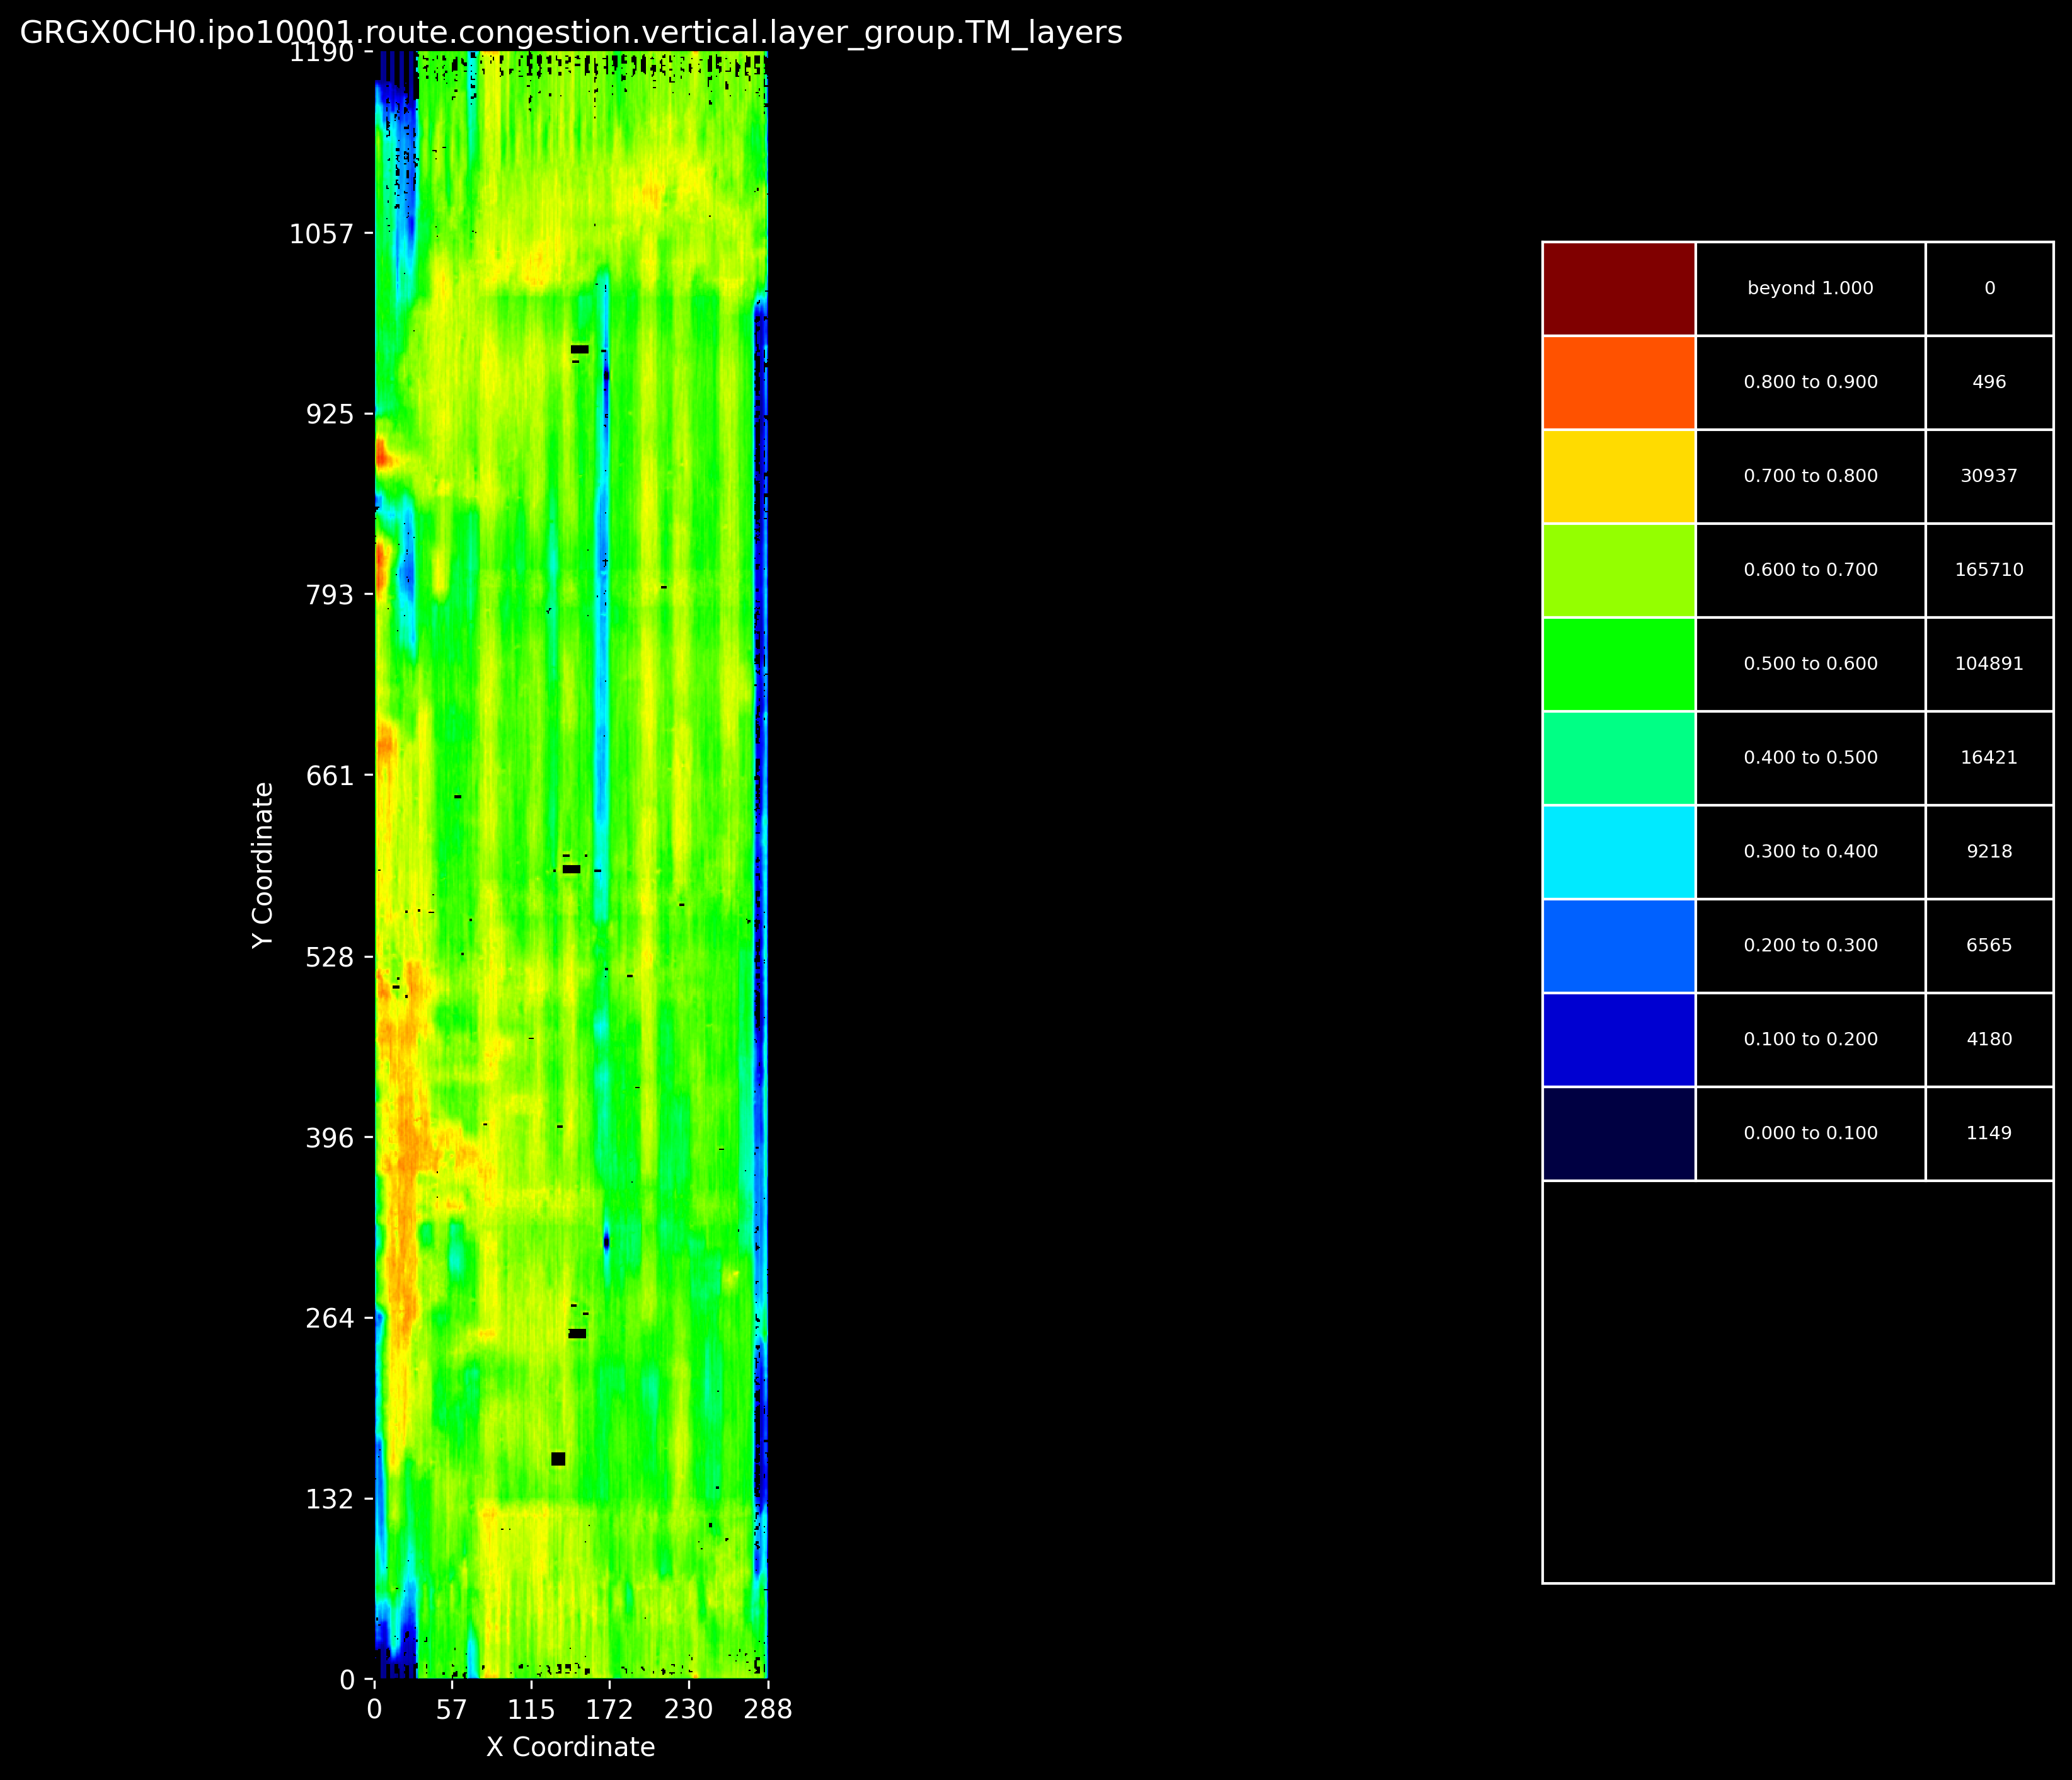 GRGX0CH0.ipo10001.route.congestion.vertical.layer_group.TM_layers
1190
1057
925
793
661
528
396
264
132
0
Y Coordinate
0 57 115 172 230 288
X Coordinate
beyond 1.000 0
0.800 to 0.900 496
0.700 to 0.800 30937
0.600 to 0.700 165710
0.500 to 0.600 104891
0.400 to 0.500 16421
0.300 to 0.400 9218
0.200 to 0.300 6565
0.100 to 0.200 4180
0.000 to 0.100 1149